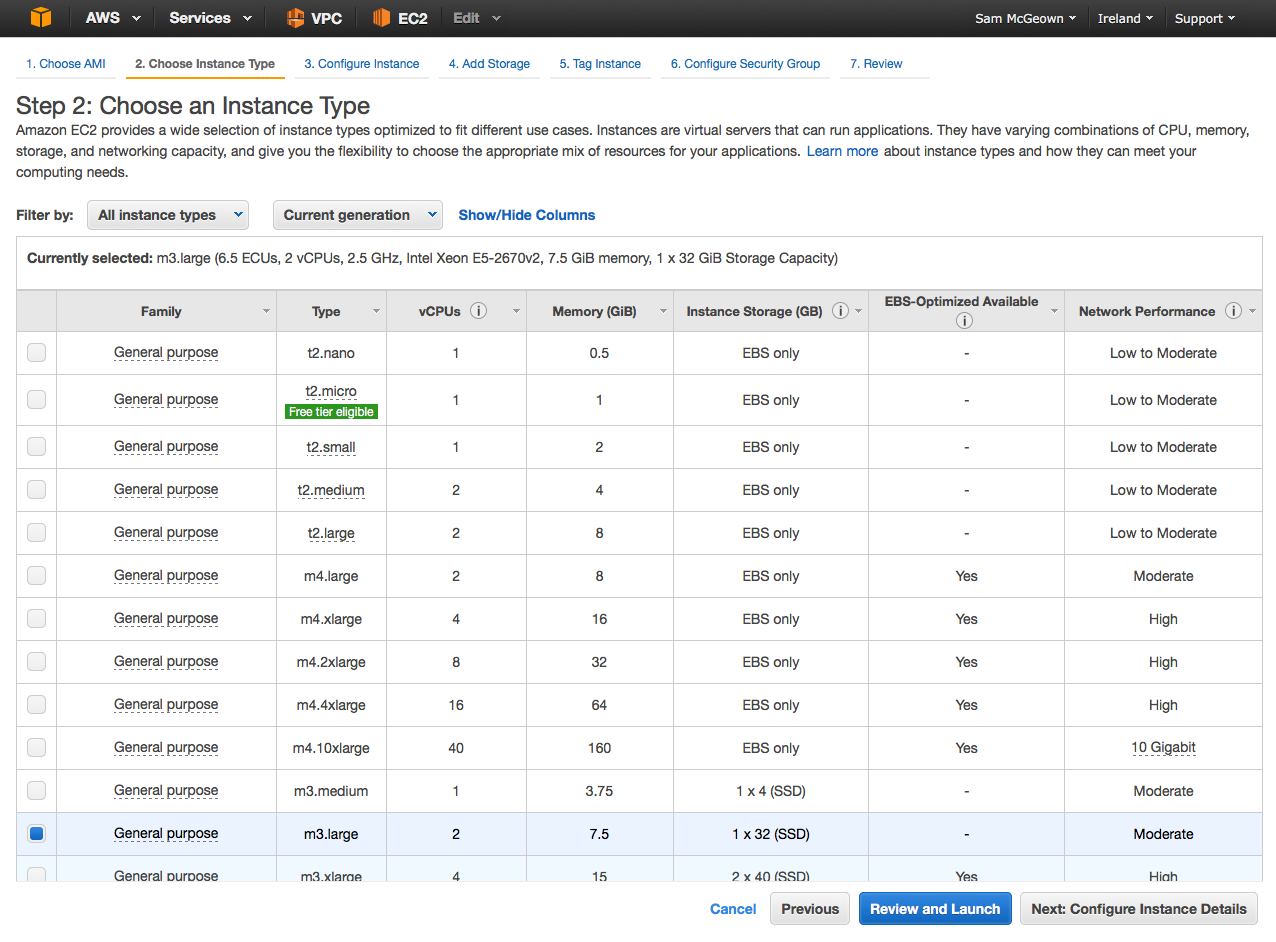 AWS Services VPC EC2 Edit Sam McGeown Ireland Support
1. Choose AMI 2. Choose Instance Type 3. Configure Instance 4. Add Storage 5. Tag Instance 6. Configure Security Group 7. Review
Step 2: Choose an Instance Type
Amazon EC2 provides a wide selection of instance types optimized to fit different use cases. Instances are virtual servers that can run applications. They have varying combinations of CPU, memory,
storage, and networking capacity, and give you the flexibility to choose the appropriate mix of resources for your applications. Learn more about instance types and how they can meet your
computing needs.
Filter by: All instance types Current generation Show/Hide Columns
Currently selected: m3.large (6.5 ECUs, 2 vCPUs, 2.5 GHz, Intel Xeon E5-2670v2, 7.5 GiB memory, 1 x 32 GiB Storage Capacity)
Family Type vCPUs i Memory (GiB) Instance Storage (GB) i EBS-Optimized Available i Network Performance i
General purpose t2.nano 1 0.5 EBS only - Low to Moderate
General purpose t2.micro Free tier eligible 1 1 EBS only - Low to Moderate
General purpose t2.small 1 2 EBS only - Low to Moderate
General purpose t2.medium 2 4 EBS only - Low to Moderate
General purpose t2.large 2 8 EBS only - Low to Moderate
General purpose m4.large 2 8 EBS only Yes Moderate
General purpose m4.xlarge 4 16 EBS only Yes High
General purpose m4.2xlarge 8 32 EBS only Yes High
General purpose m4.4xlarge 16 64 EBS only Yes High
General purpose m4.10xlarge 40 160 EBS only Yes 10 Gigabit
General purpose m3.medium 1 3.75 1 x 4 (SSD) - Moderate
General purpose m3.large 2 7.5 1 x 32 (SSD) - Moderate
General purpose m3.xlarge 4 15 2 x 40 (SSD) Yes High
Cancel Previous Review and Launch Next: Configure Instance Details